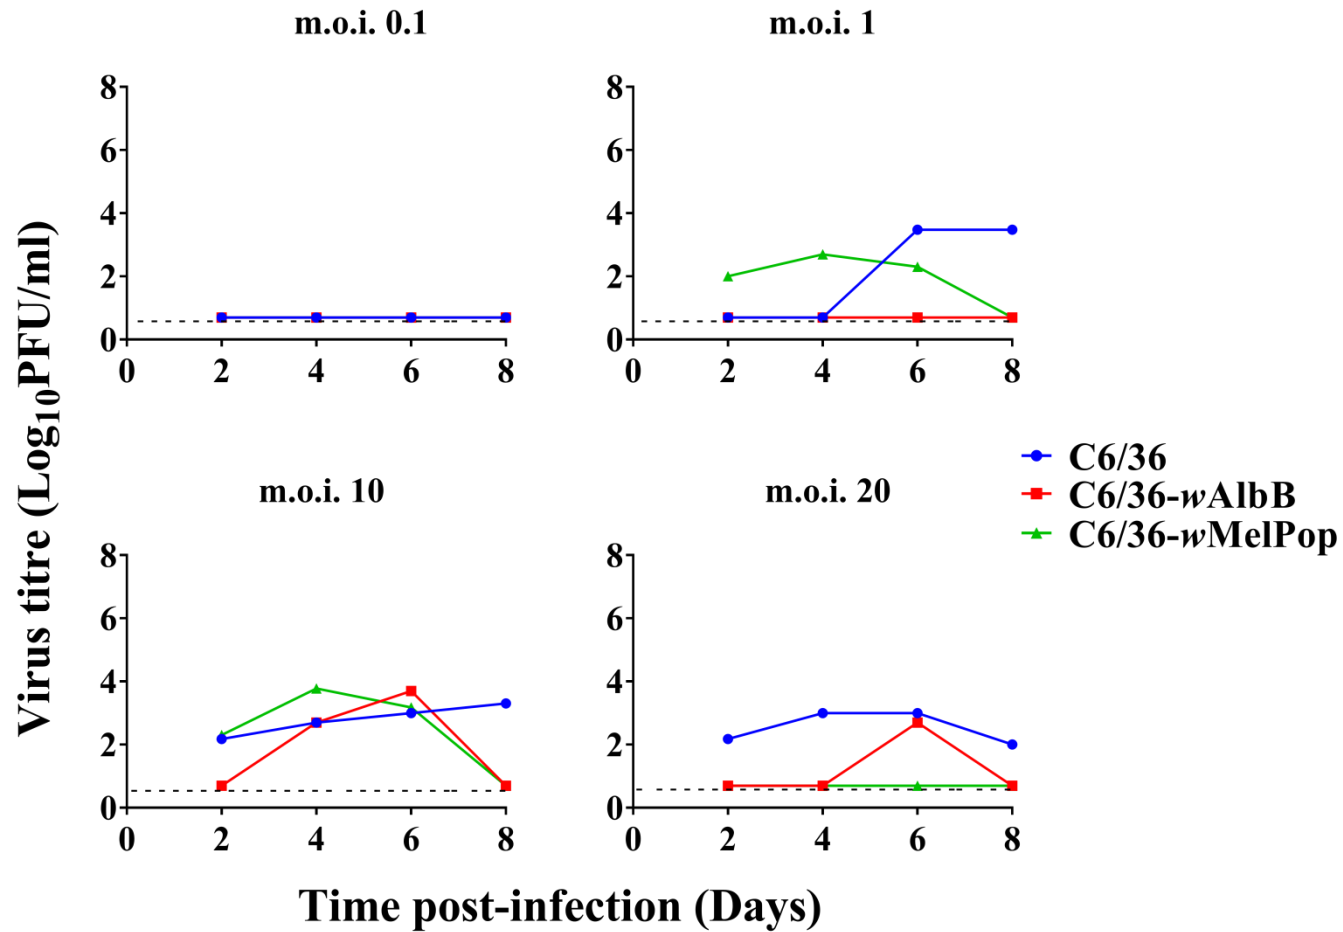 m.o.i. 0.1
m.o.i. 1
8
6
4
2
0
0 2 4 6 8
8
6
4
2
0
0 2 4 6 8
Virus titre (Log10PFU/ml)
C6/36
C6/36-wAlbB
C6/36-wMelPop
m.o.i. 10
m.o.i. 20
8
6
4
2
0
0 2 4 6 8
8
6
4
2
0
0 2 4 6 8
Time post-infection (Days)